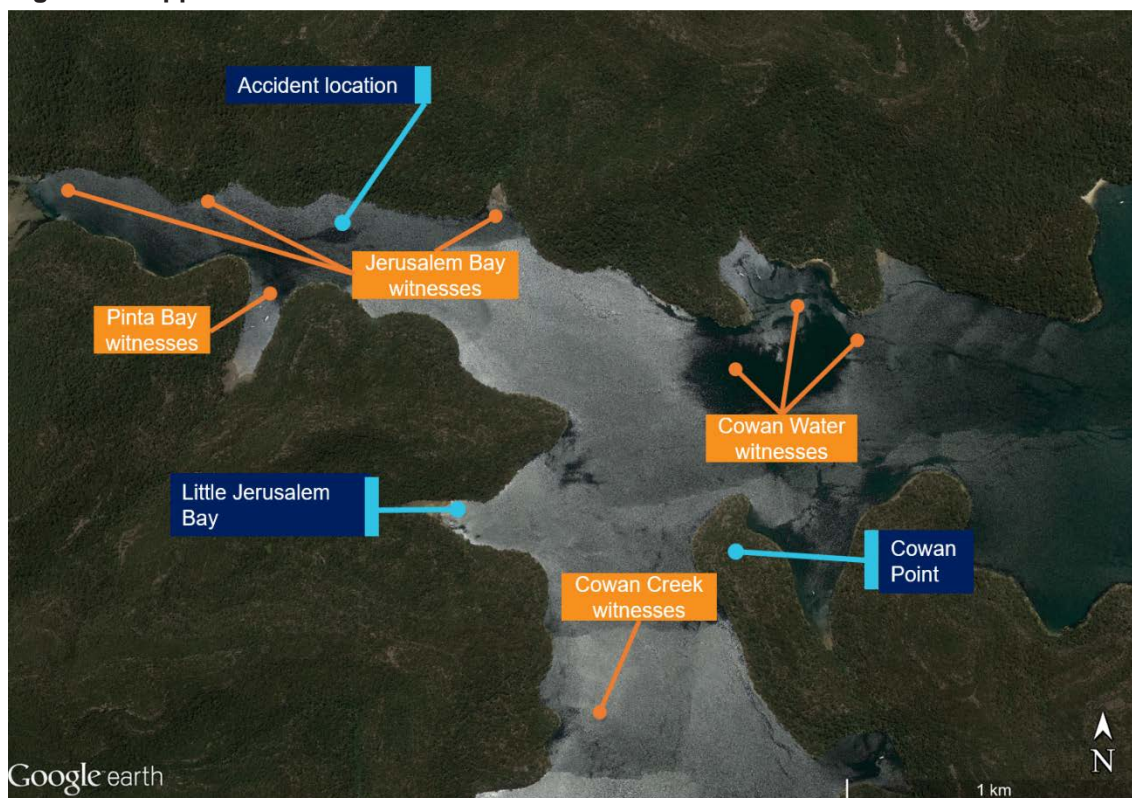 Accident location
Jerusalem Bay
witnesses
Pinta Bay
witnesses
Cowan Water
witnesses
Little Jerusalem
Bay
Cowan
Point
Cowan Creek
witnesses
N
Google earth
1 km